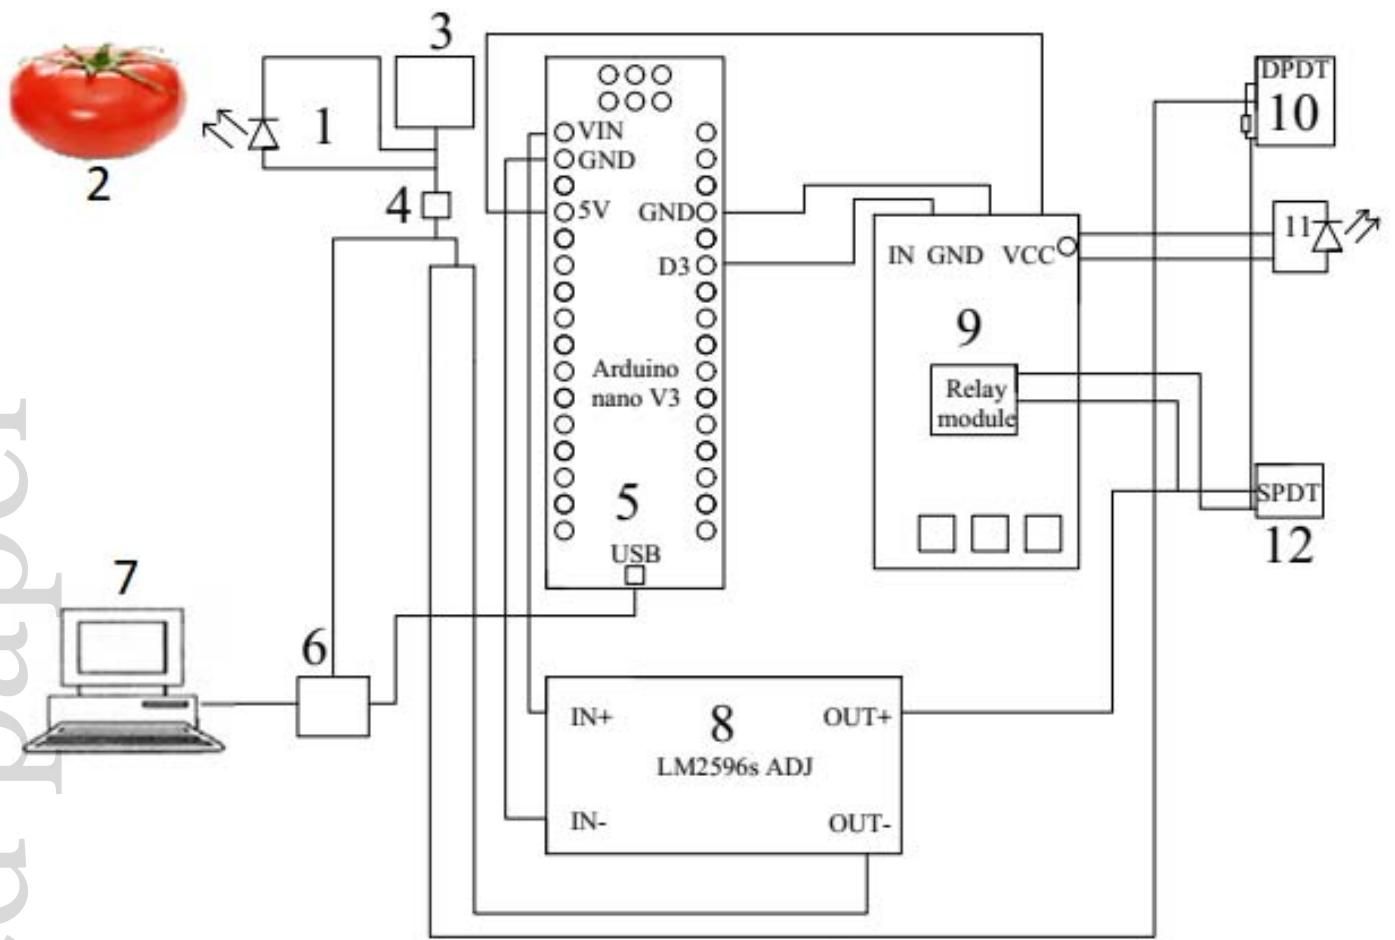 3
1
2
4
VIN
GND
5V
GND
D3
Arduino
nano V3
5
USB
DPDT
10
11
IN GND VCC
9
Relay
module
SPDT
12
7
6
IN+
8
OUT+
LM2596s ADJ
IN-
OUT-
paper